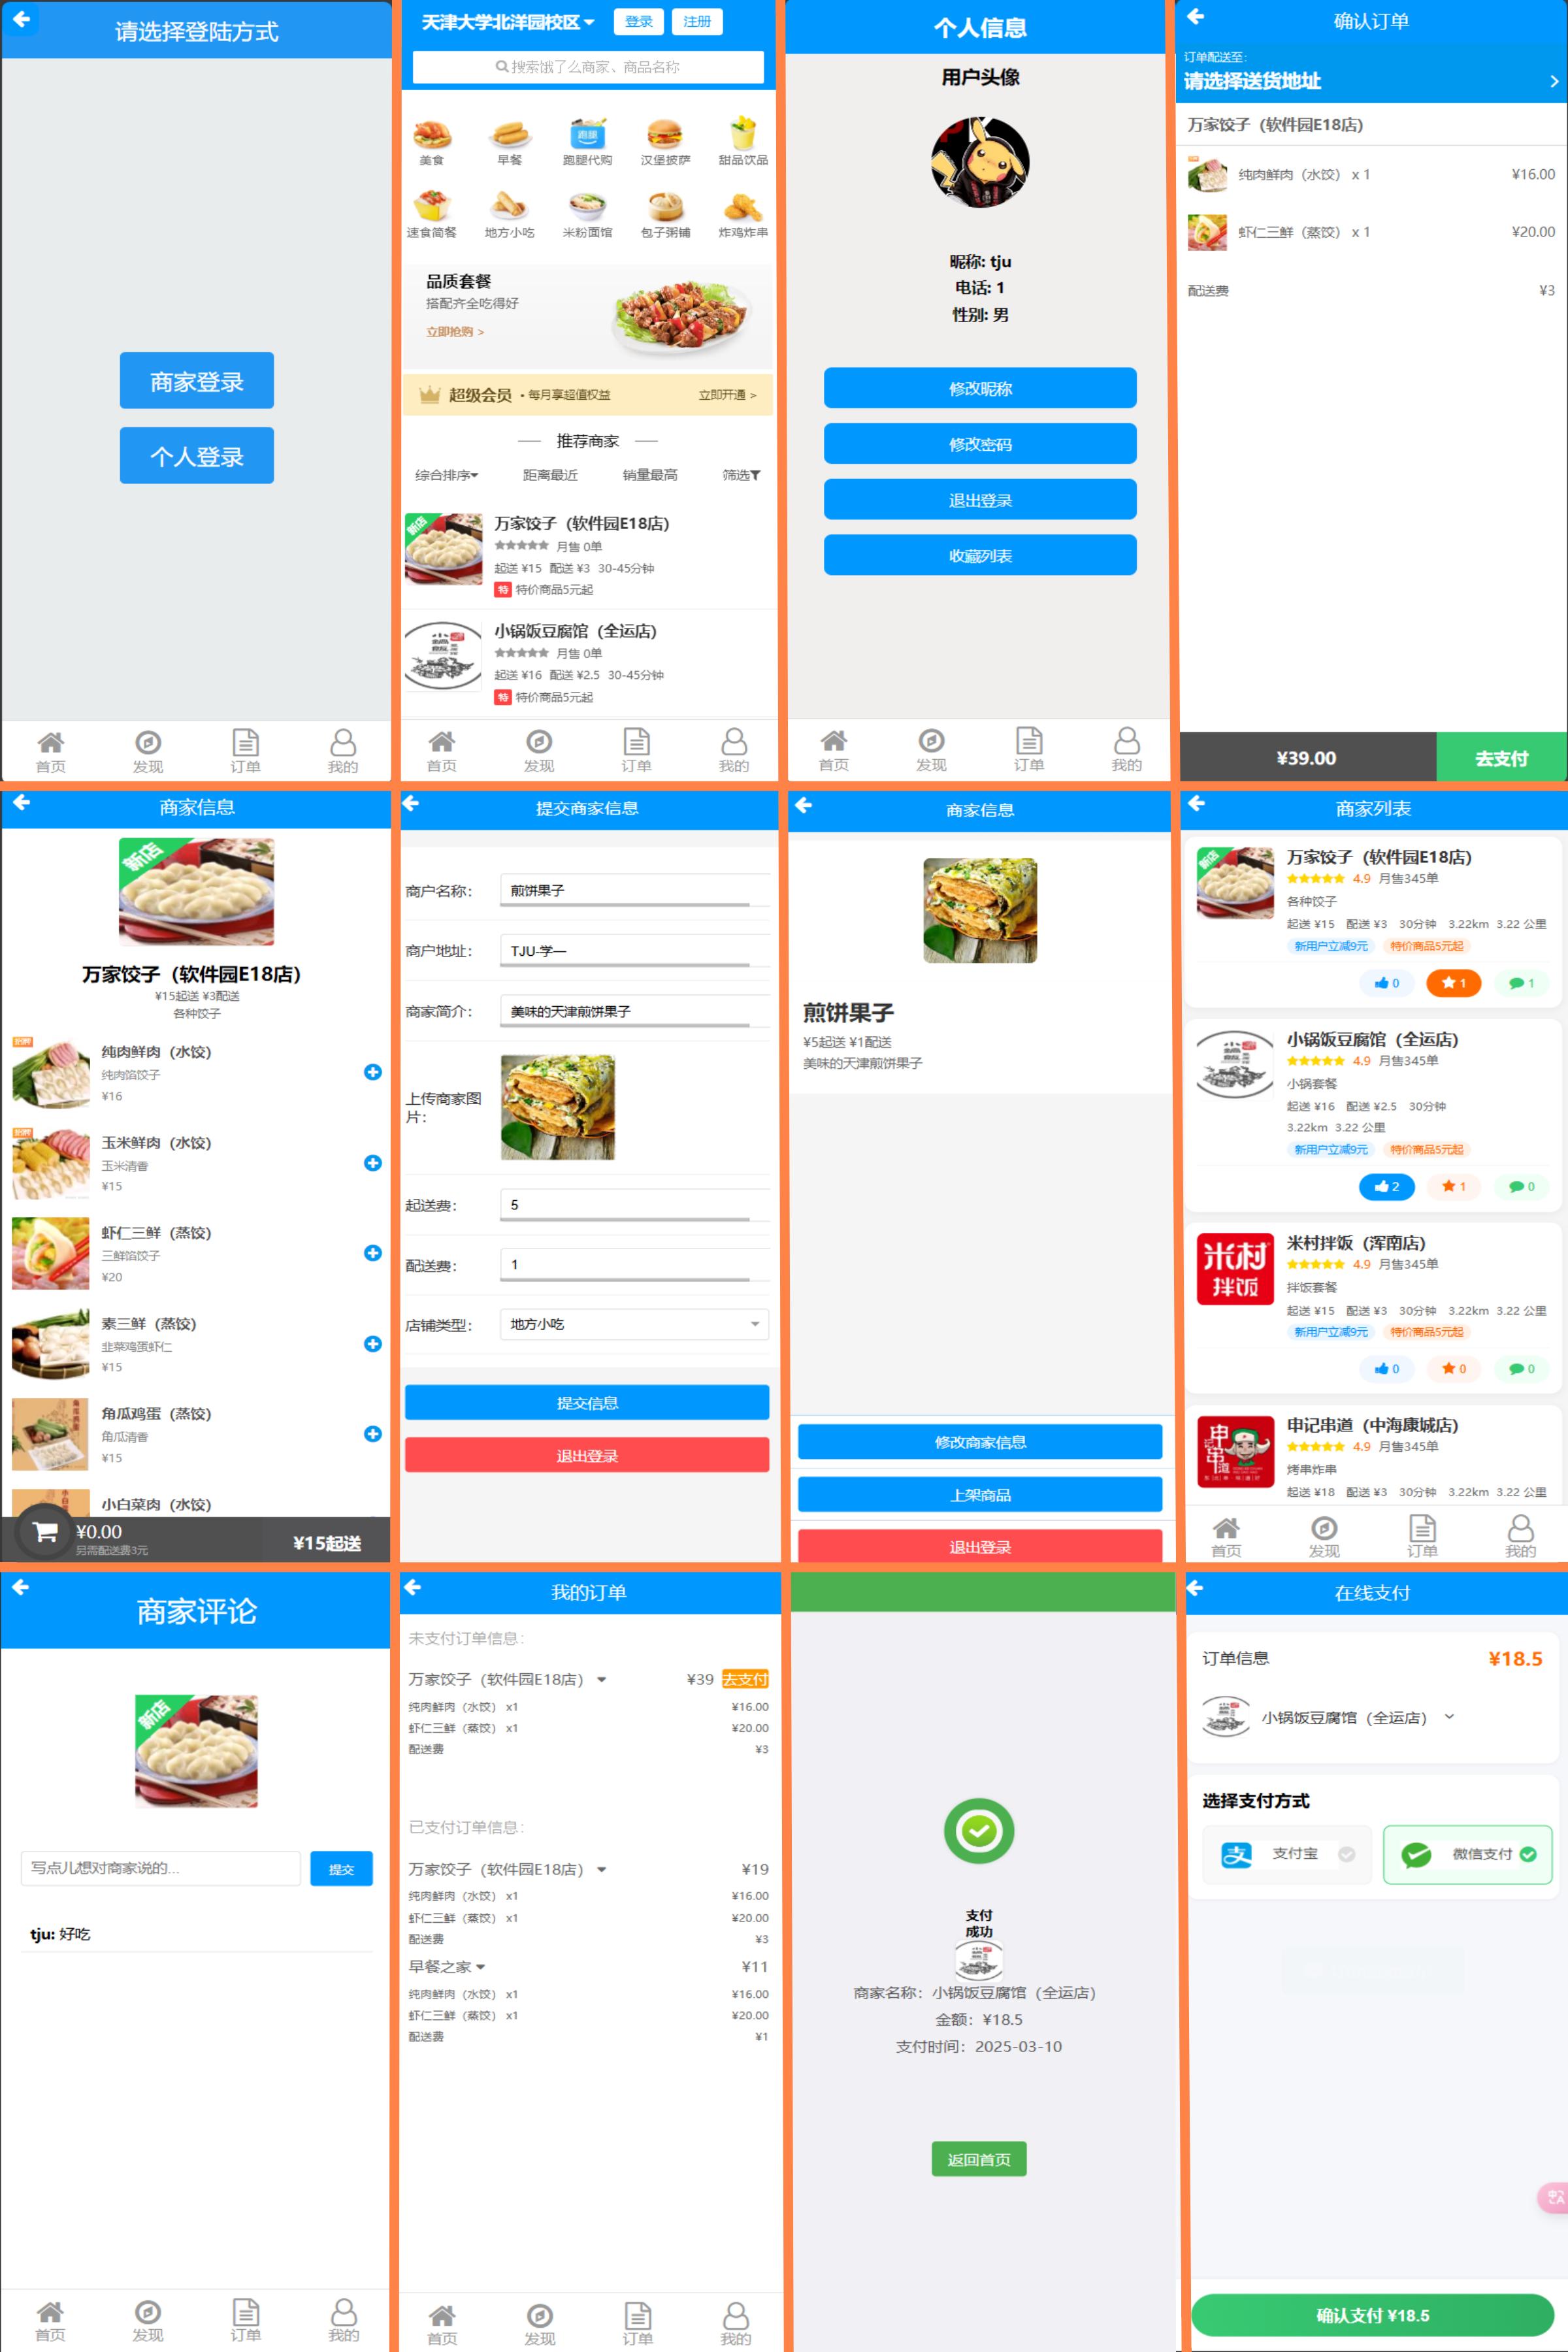 请选择登陆方式
商家登录
个人登录
首页 发现 订单 我的
天津大学北洋园校区 登录 注册
搜索饿了么商家、商品名称
美食 早餐 跑腿代购 汉堡披萨 甜品饮品
跑腿
速食简餐 地方小吃 米粉面馆 包子粥铺 炸鸡炸串
品质套餐
搭配齐全吃得好
立即抢购 >
超级会员 • 每月享超值权益 立即开通 >
推荐商家
综合排序 距离最近 销量最高 筛选
新店
万家饺子（软件园E18店）
月售 0单
起送 ¥15 配送 ¥3 30-45分钟
特 特价商品5元起
小锅饭豆腐馆（全运店）
月售 0单
起送 ¥16 配送 ¥2.5 30-45分钟
特 特价商品5元起
首页 发现 订单 我的
个人信息
用户头像
昵称: tju
电话: 1
性别: 男
修改昵称
修改密码
退出登录
收藏列表
首页 发现 订单 我的
确认订单
订单配送至:
请选择送货地址
万家饺子（软件园E18店）
纯肉鲜肉（水饺） x 1 ¥16.00
虾仁三鲜（蒸饺） x 1 ¥20.00
配送费 ¥3
¥39.00 去支付
商家信息
新店
万家饺子（软件园E18店）
¥15起送 ¥3配送
各种饺子
纯肉鲜肉（水饺）
纯肉馅饺子
¥16
玉米鲜肉（水饺）
玉米清香
¥15
虾仁三鲜（蒸饺）
三鲜馅饺子
¥20
素三鲜（蒸饺）
韭菜鸡蛋虾仁
¥15
角瓜鸡蛋（蒸饺）
角瓜清香
¥15
小白菜肉（水饺）
¥0.00
另需配送费3元
¥15起送
提交商家信息
商户名称： 煎饼果子
商户地址： TJU-学一
商家简介： 美味的天津煎饼果子
上传商家图
片：
起送费： 5
配送费： 1
店铺类型： 地方小吃
提交信息
退出登录
商家信息
煎饼果子
¥5起送 ¥1配送
美味的天津煎饼果子
修改商家信息
上架商品
退出登录
商家列表
新店
万家饺子（软件园E18店）
4.9 月售345单
各种饺子
起送 ¥15 配送 ¥3 30分钟 3.22km 3.22 公里
新用户立减9元 特价商品5元起
0 1 1
小锅饭豆腐馆（全运店）
4.9 月售345单
小锅套餐
起送 ¥16 配送 ¥2.5 30分钟
3.22km 3.22 公里
新用户立减9元 特价商品5元起
2 1 0
米村
拌饭
米村拌饭（浑南店）
4.9 月售345单
拌饭套餐
起送 ¥15 配送 ¥3 30分钟 3.22km 3.22 公里
新用户立减9元 特价商品5元起
0 0 0
申记串道
申记串道（中海康城店）
4.9 月售345单
烤串炸串
起送 ¥18 配送 ¥3 30分钟 3.22km 3.22 公里
首页 发现 订单 我的
商家评论
新店
写点儿想对商家说的... 提交
tju: 好吃
首页 发现 订单 我的
我的订单
未支付订单信息：
万家饺子（软件园E18店） ¥39 去支付
纯肉鲜肉（水饺） x1 ¥16.00
虾仁三鲜（蒸饺） x1 ¥20.00
配送费 ¥3
已支付订单信息：
万家饺子（软件园E18店） ¥19
纯肉鲜肉（水饺） x1 ¥16.00
虾仁三鲜（蒸饺） x1 ¥20.00
配送费 ¥3
早餐之家 ¥11
纯肉鲜肉（水饺） x1 ¥16.00
虾仁三鲜（蒸饺） x1 ¥20.00
配送费 ¥1
首页 发现 订单 我的
支付
成功
商家名称：小锅饭豆腐馆（全运店）
金额：¥18.5
支付时间：2025-03-10
返回首页
在线支付
订单信息 ¥18.5
小锅饭豆腐馆（全运店）
选择支付方式
支 支付宝 微信支付
确认支付 ¥18.5